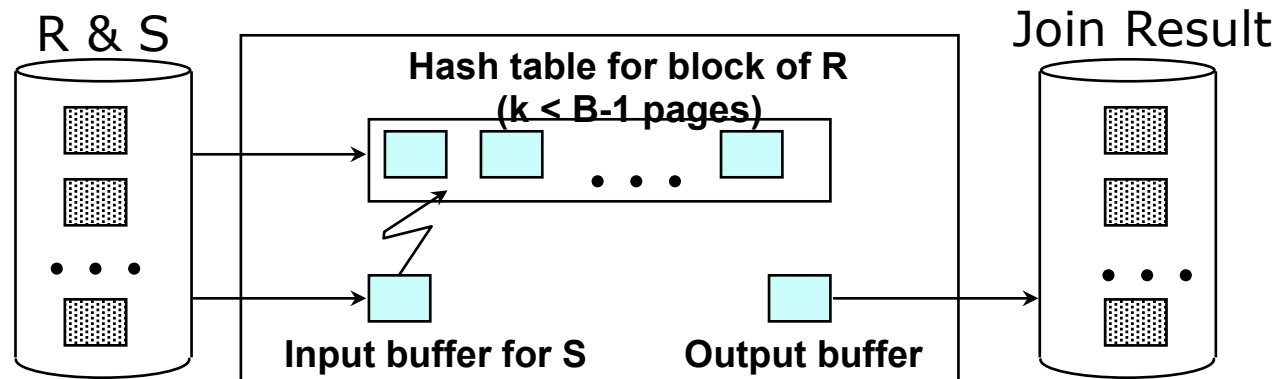 R & S
Join Result
Hash table for block of R
(k < B-1 pages)
• • •
• • •
• • •
Input buffer for S
Output buffer